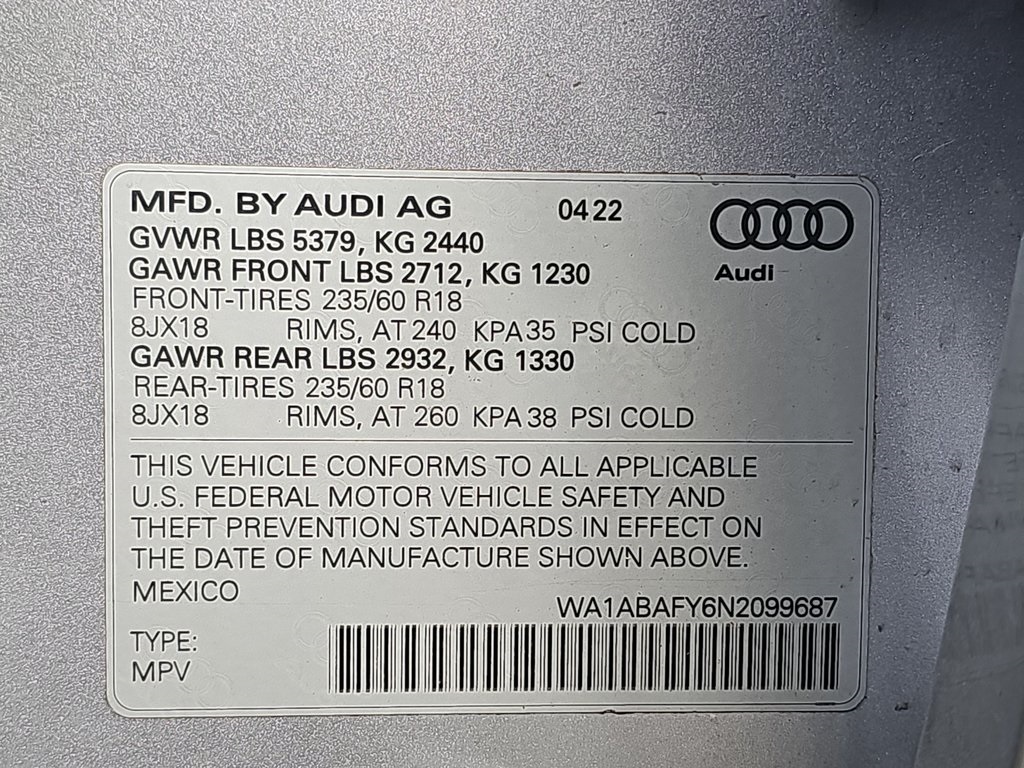 MFD. BY AUDI AG 0422
GVWR LBS 5379, KG 2440
GAWR FRONT LBS 2712, KG 1230
Audi
FRONT-TIRES 235/60 R18
8JX18 RIMS, AT 240 KPA 35 PSI COLD
GAWR REAR LBS 2932, KG 1330
REAR-TIRES 235/60 R18
8JX18 RIMS, AT 260 KPA 38 PSI COLD
THIS VEHICLE CONFORMS TO ALL APPLICABLE
U.S. FEDERAL MOTOR VEHICLE SAFETY AND
THEFT PREVENTION STANDARDS IN EFFECT ON
THE DATE OF MANUFACTURE SHOWN ABOVE.
MEXICO
WA1ABAFY6N2099687
TYPE:
MPV